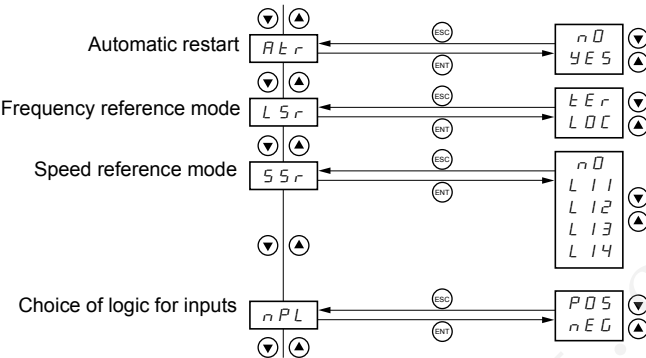 Automatic restart
Atr
ESC
ENT
nO
YES
Frequency reference mode
LSr
ESC
ENT
tEr
LOC
Speed reference mode
SSr
ESC
ENT
nO
L11
L12
L13
L14
Choice of logic for inputs
nPL
ESC
ENT
POS
nEG